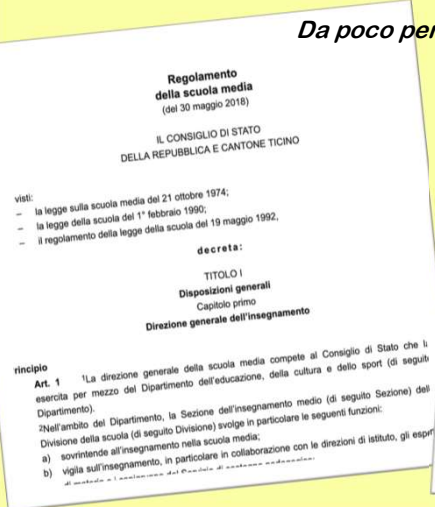 Da poco per
Regolamento
della scuola media
(del 30 maggio 2018)
IL CONSIGLIO DI STATO
DELLA REPUBBLICA E CANTONE TICINO
visti:
– la legge sulla scuola media del 21 ottobre 1974;
– la legge della scuola del 1° febbraio 1990;
– il regolamento della legge della scuola del 19 maggio 1992,
decreta:
TITOLO I
Disposizioni generali
Capitolo primo
Direzione generale dell'insegnamento
rincipio
Art. 1 ¹La direzione generale della scuola media compete al Consiglio di Stato che l
esercita per mezzo del Dipartimento dell'educazione, della cultura e dello sport (di seguit
Dipartimento).
²Nell'ambito del Dipartimento, la Sezione dell'insegnamento medio (di seguito Sezione) dell
Divisione della scuola (di seguito Divisione) svolge in particolare le seguenti funzioni:
a) sovrintende all'insegnamento nella scuola media;
b) vigila sull'insegnamento, in particolare in collaborazione con le direzioni di istituto, gli esper